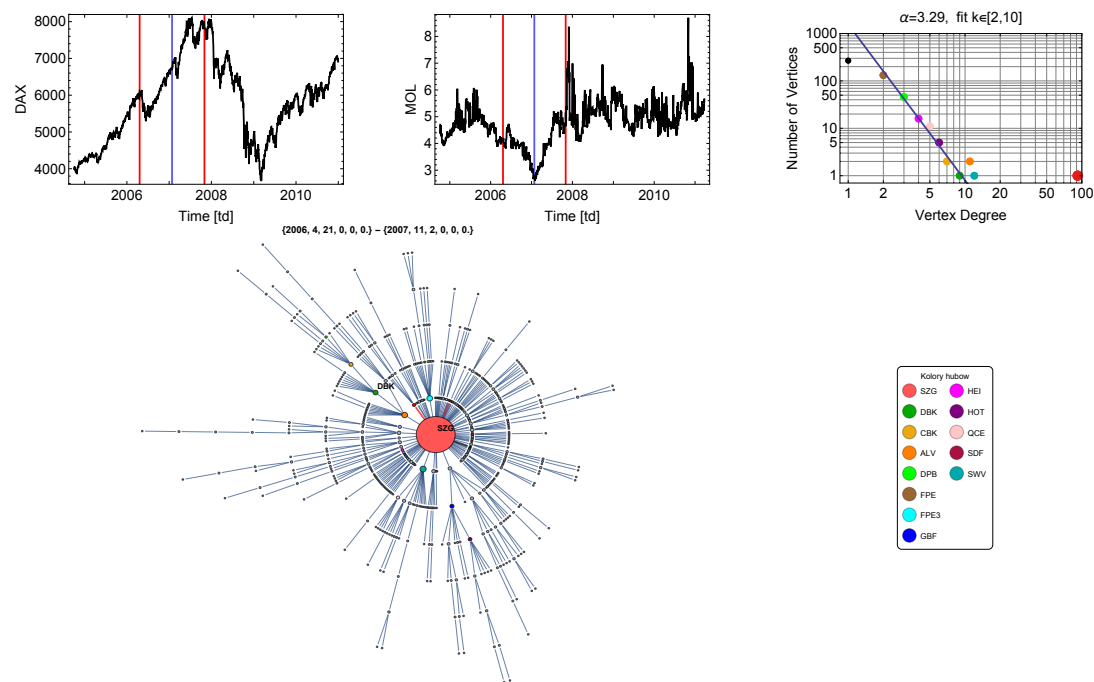 DAX
8000
7000
6000
5000
4000
2006
2008
2010
Time [td]
MOL
8
7
6
5
4
3
2006
2008
2010
Time [td]
α=3.29, fit k∈[2,10]
Number of Vertices
1000
500
100
50
10
5
1
1
2
5
10
20
50
100
Vertex Degree
{2006, 4, 21, 0, 0, 0.} – {2007, 11, 2, 0, 0, 0.}
DBK
SZG
Kolory hubow
SZG HEI
DBK HOT
CBK QCE
ALV SDF
DPB SWV
FPE
FPE3
GBF